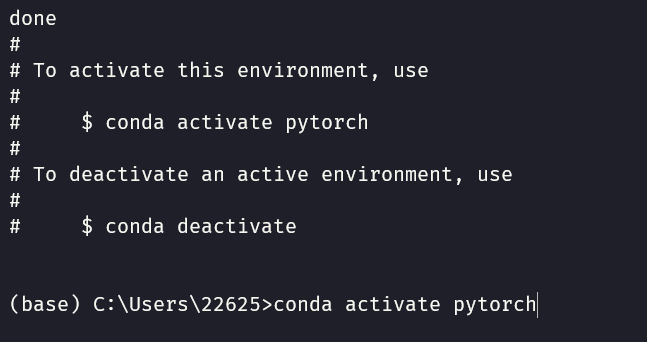 done
#
# To activate this environment, use
#
#     $ conda activate pytorch
#
# To deactivate an active environment, use
#
#     $ conda deactivate
(base) C:\Users\22625>conda activate pytorch